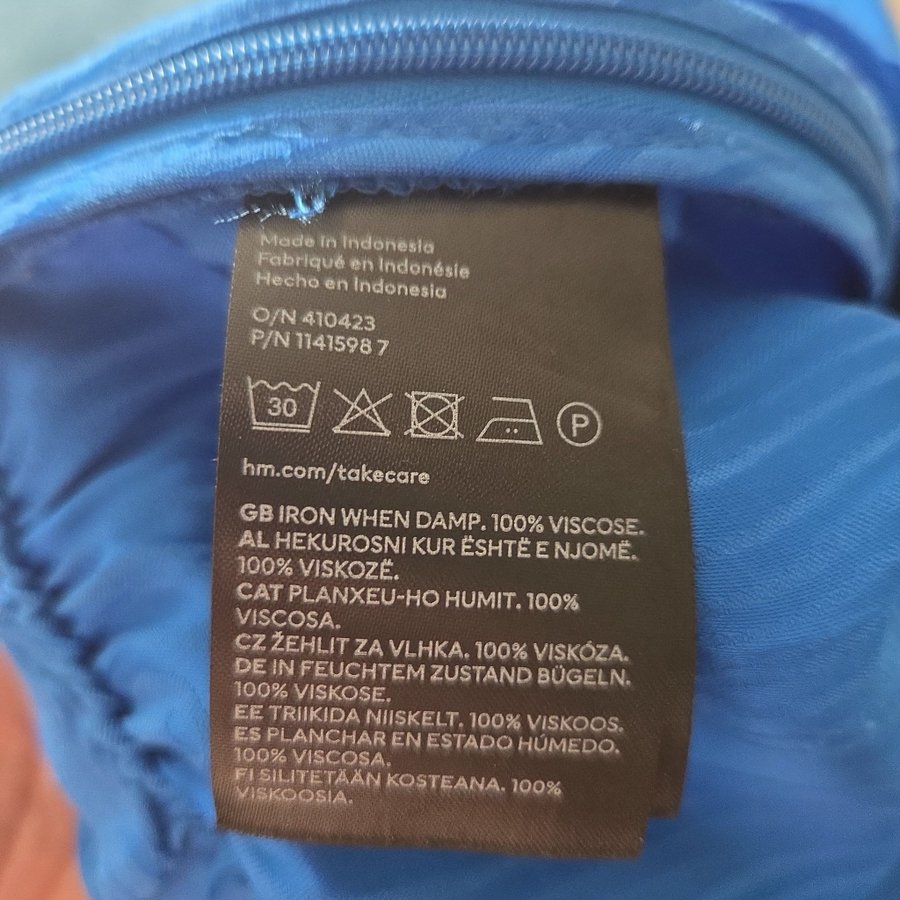 Made in Indonesia
Fabriqué en Indonésie
Hecho en Indonesia
O/N 410423
P/N 1141598 7
30
P
hm.com/takecare
GB IRON WHEN DAMP. 100% VISCOSE.
AL HEKUROSNI KUR ËSHTË E NJOMË.
100% VISKOZË.
CAT PLANXEU-HO HUMIT. 100%
VISCOSA.
CZ ŽEHLIT ZA VLHKA. 100% VISKÓZA.
DE IN FEUCHTEM ZUSTAND BÜGELN.
100% VISKOSE.
EE TRIIKIDA NIISKELT. 100% VISKOOS.
ES PLANCHAR EN ESTADO HÚMEDO.
100% VISCOSA.
FI SILITETÄÄN KOSTEANA. 100%
VISKOOSIA.